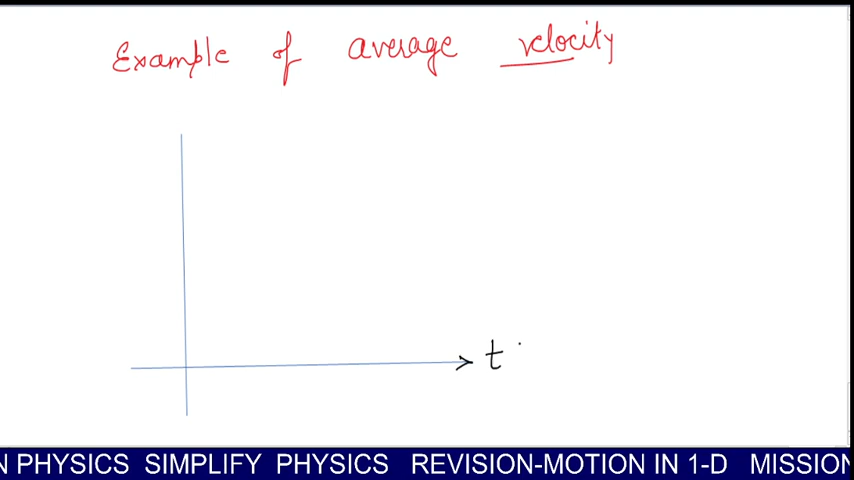 Example of average velocity
t
N PHYSICS SIMPLIFY PHYSICS REVISION-MOTION IN 1-D MISSION